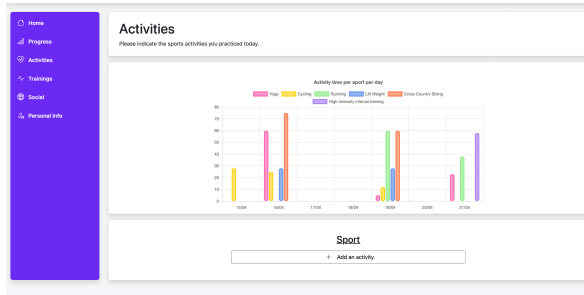 Home
Progress
Activities
Trainings
Social
Personal Info
Activities
Please indicate the sports activities you practiced today.
Activity time per sport per day
Yoga Cycling Running Lift Weight Cross Country Skiing
High intensity interval training
80
70
60
50
40
30
20
10
0
15/04 16/04 17/04 18/04 19/04 20/04 21/04
Sport
+ Add an activity.